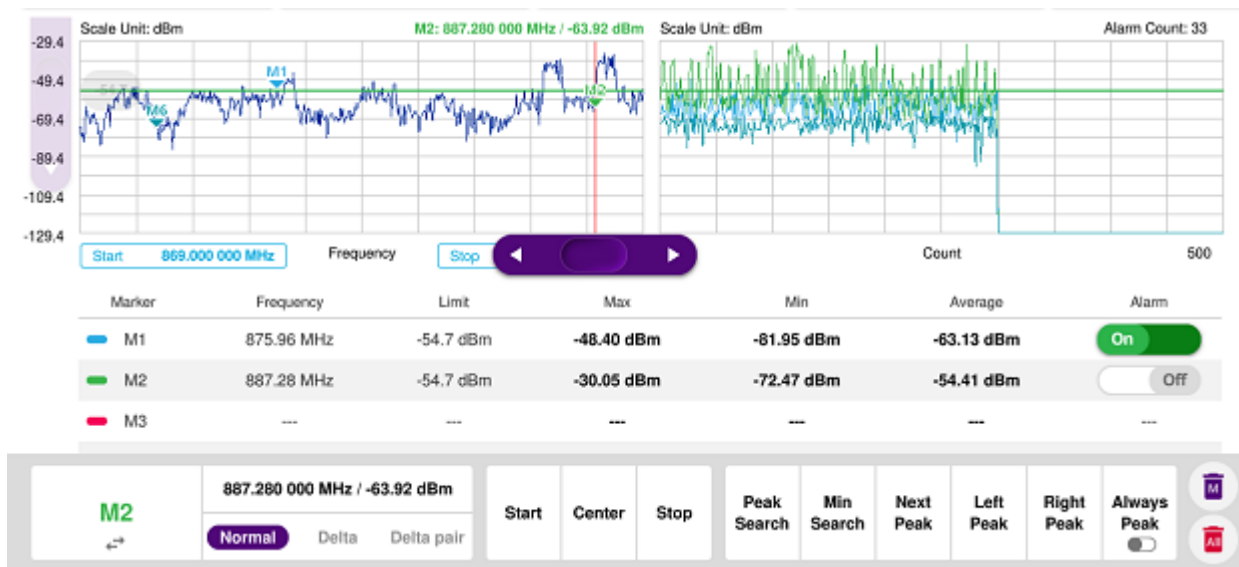 Scale Unit: dBm M2: 887.280 000 MHz / -63.92 dBm Scale Unit: dBm Alarm Count: 33
-29.4
-49.4
-69.4
-89.4
-109.4
-129.4
M1
M6
M2
-54.7
Start 869.000 000 MHz Frequency Stop Count 500
Marker Frequency Limit Max Min Average Alarm
M1 875.96 MHz -54.7 dBm -48.40 dBm -81.95 dBm -63.13 dBm On
M2 887.28 MHz -54.7 dBm -30.05 dBm -72.47 dBm -54.41 dBm Off
M3 --- --- --- --- --- ---
M2 887.280 000 MHz / -63.92 dBm
Normal Delta Delta pair
Start Center Stop
Peak Search Min Search Next Peak Left Peak Right Peak Always Peak
M
All